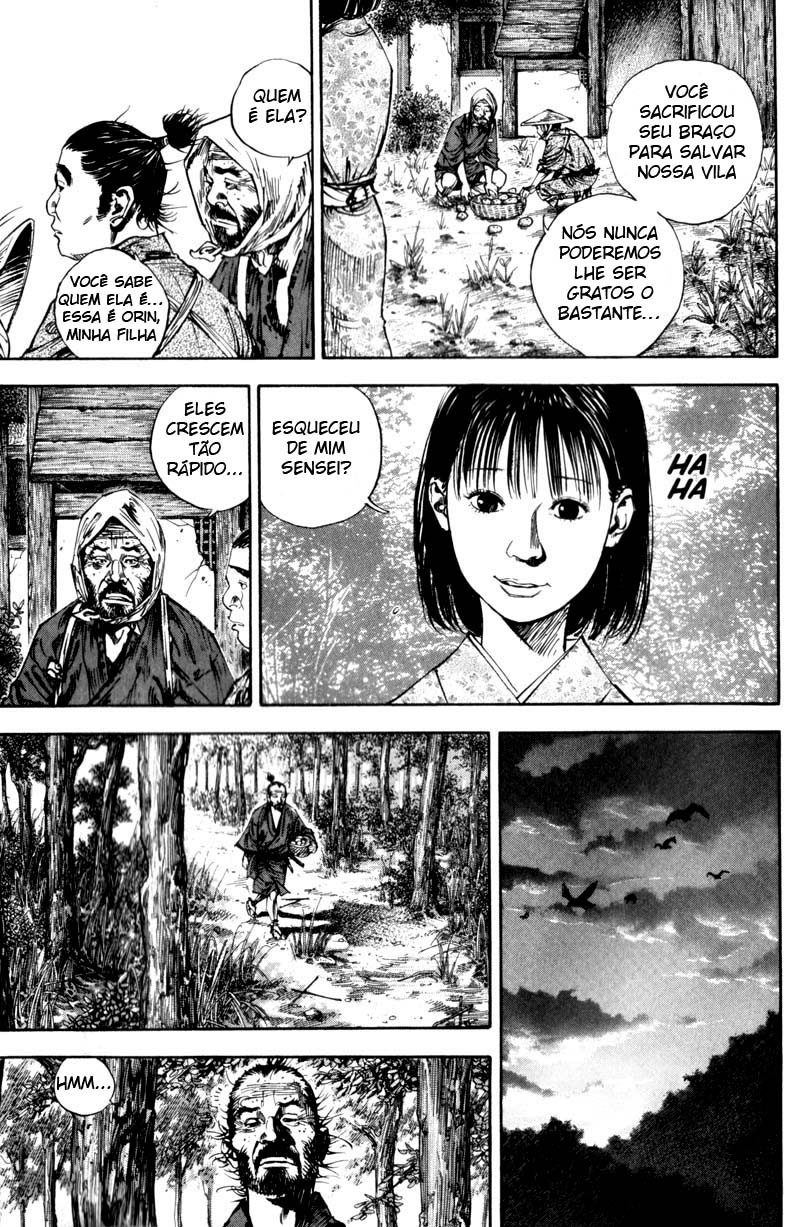 VOCÊ
SACRIFICOU
SEU BRAÇO
PARA SALVAR
NOSSA VILA
NÓS NUNCA
PODEREMOS
LHE SER
GRATOS O
BASTANTE...
QUEM
É ELA?
VOCÊ SABE
QUEM ELA É...
ESSA É ORIN,
MINHA FILHA
HA
HA
ESQUECEU
DE MIM
SENSEI?
ELES
CRESCEM
TÃO
RÁPIDO...
HMM...